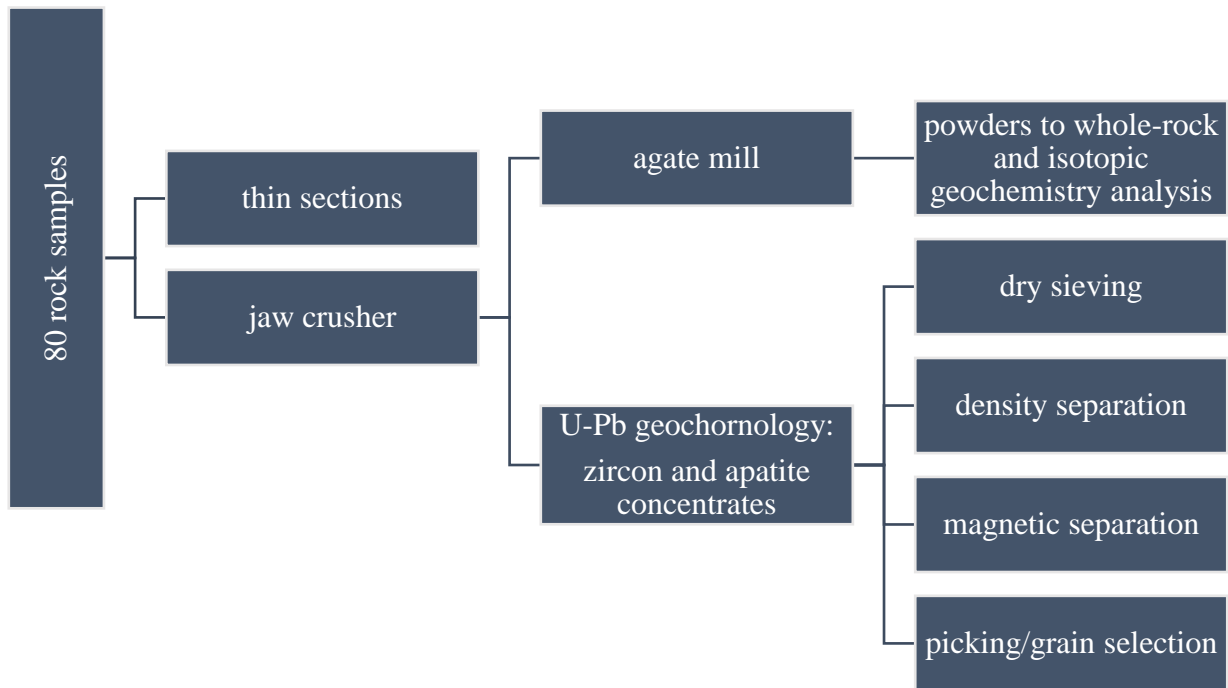 80 rock samples
thin sections
jaw crusher
agate mill
U-Pb geochornology:
zircon and apatite
concentrates
powders to whole-rock
and isotopic
geochemistry analysis
dry sieving
density separation
magnetic separation
picking/grain selection